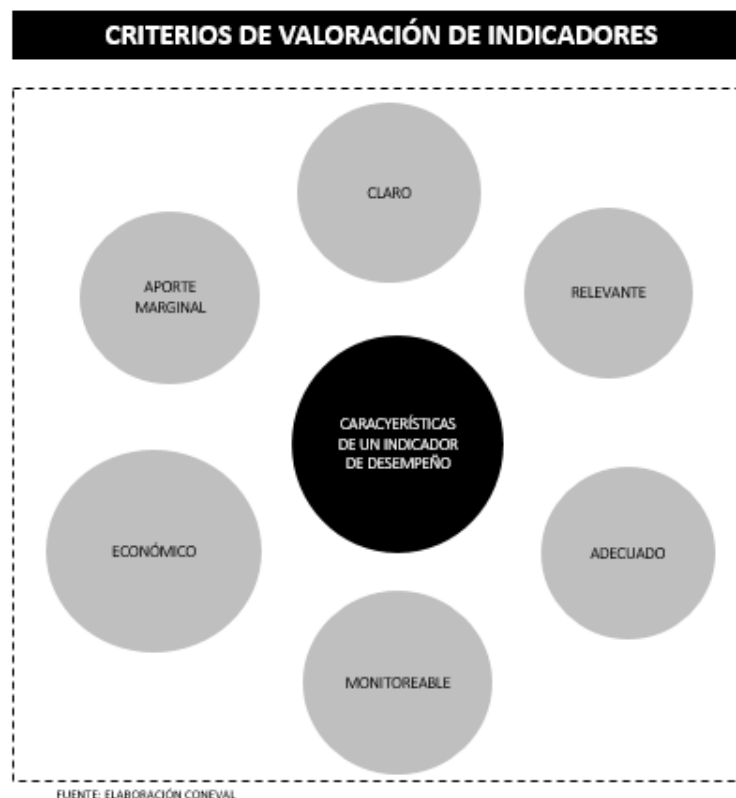 CRITERIOS DE VALORACIÓN DE INDICADORES
CLARO
APORTE
MARGINAL
RELEVANTE
CARACYERÍSTICAS
DE UN INDICADOR
DE DESEMPEÑO
ECONÓMICO
ADECUADO
MONITOREABLE
FUENTE: ELABORACIÓN CONEVAL